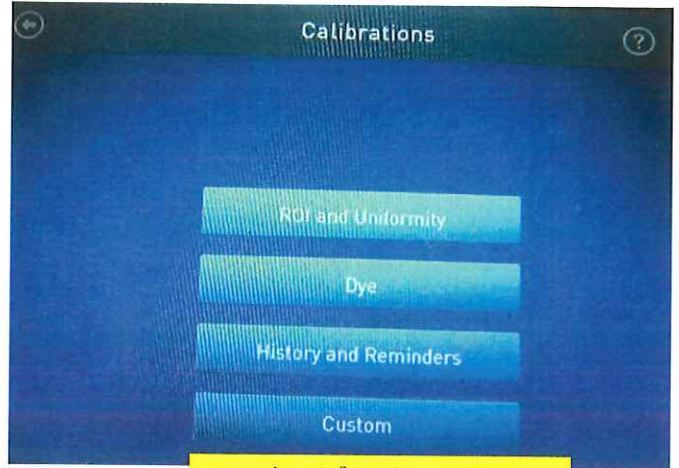 Calibrations
?
ROI and Uniformity
Dye
History and Reminders
Custom